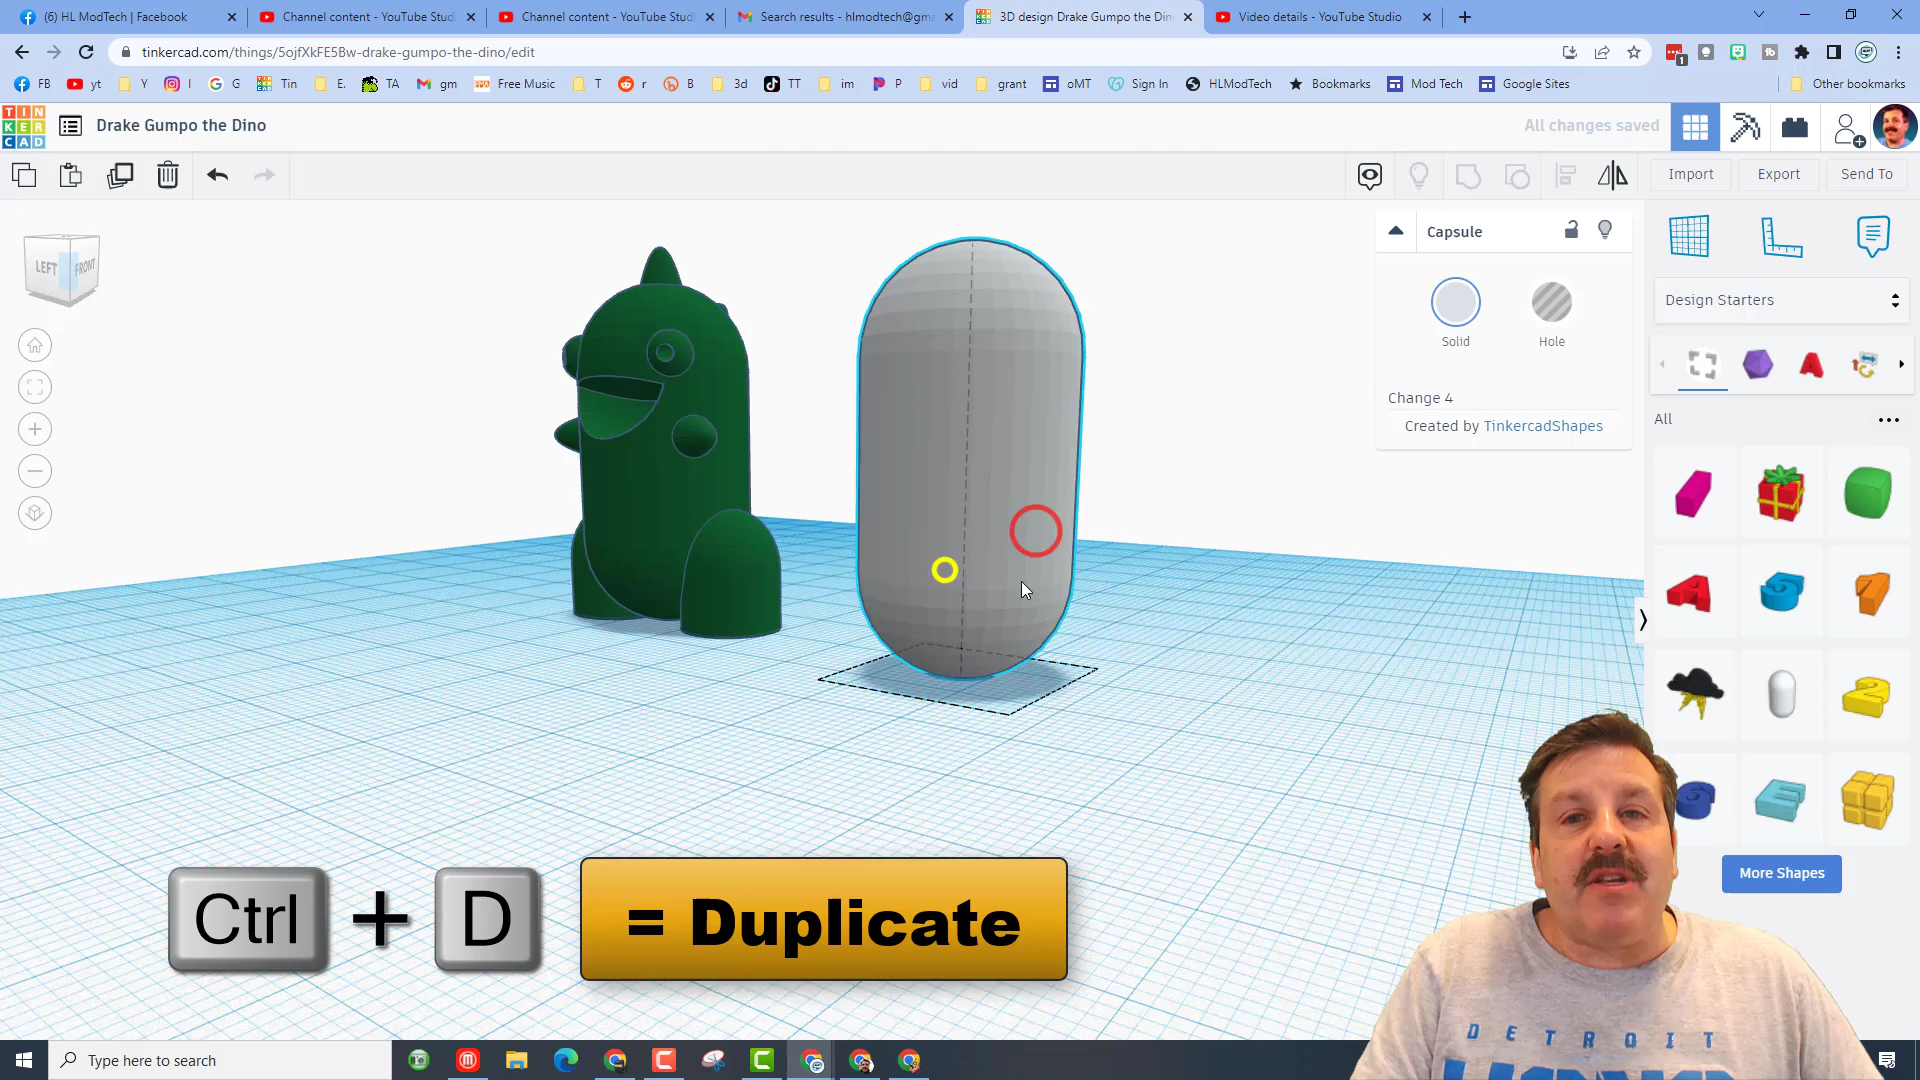 (6) HL ModTech | Facebook
Channel content - YouTube Stud
Channel content - YouTube Stud
Search results - hlmodtech@gm
3D design Drake Gumpo the Din
Video details - YouTube Studio
tinkercad.com/things/5ojfXkFE5Bw-drake-gumpo-the-dino/edit
1
FB yt Y I G Tin E. TA gm Free Music T r B 3d TT im P vid grant oMT Sign In HLModTech Bookmarks Mod Tech Google Sites Other bookmarks
TIN
KER
CAD
Drake Gumpo the Dino
All changes saved
Import Export Send To
LEFT FRONT
Capsule
Solid Hole
Change 4
Created by TinkercadShapes
Design Starters
All
More Shapes
Ctrl + D = Duplicate
DETROIT
Type here to search